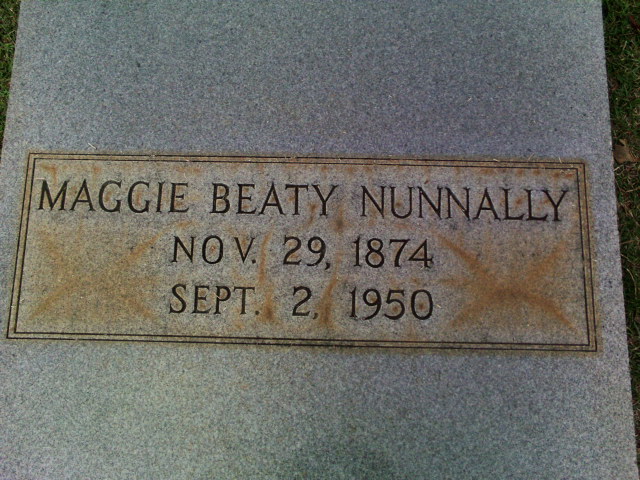 MAGGIE BEATY NUNNALLY
NOV. 29, 1874
SEPT. 2, 1950